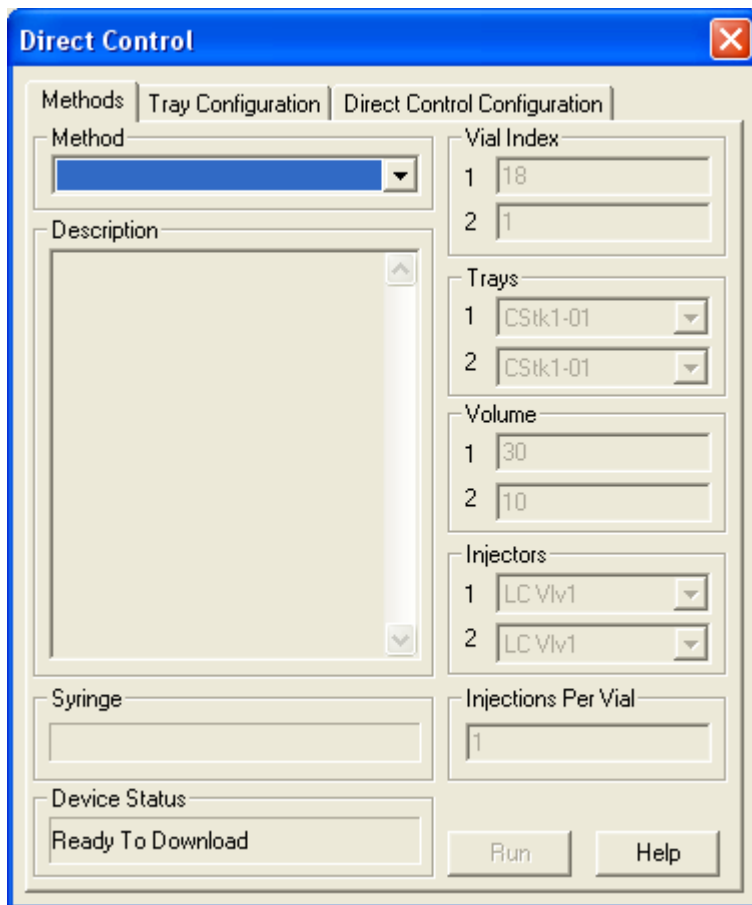 Direct Control
Methods Tray Configuration Direct Control Configuration
Method
Description
Syringe
Device Status
Ready To Download
Vial Index
1 18
2 1
Trays
1 CStk1-01
2 CStk1-01
Volume
1 30
2 10
Injectors
1 LC Vlv1
2 LC Vlv1
Injections Per Vial
1
Run Help